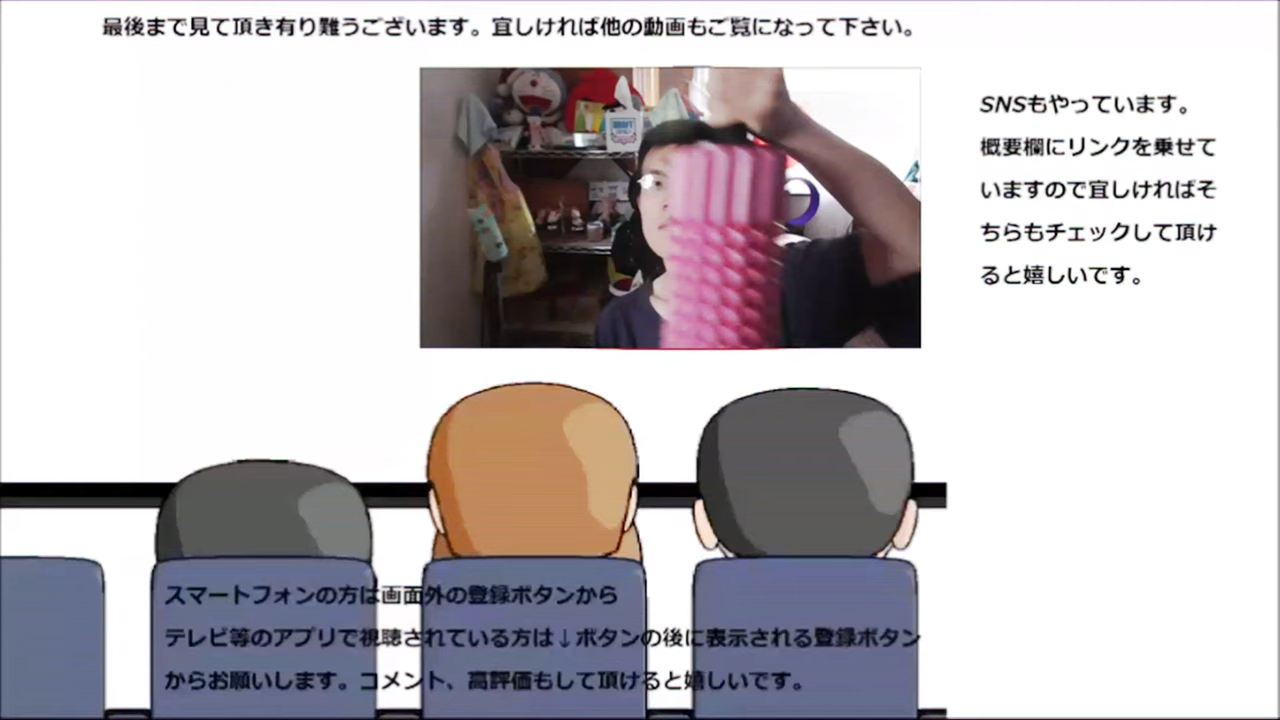 最後まで見て頂き有り難うございます。宜しければ他の動画もご覧になって下さい。
SNSもやっています。
概要欄にリンクを乗せて
いますので宜しければそ
ちらもチェックして頂け
ると嬉しいです。
スマートフォンの方は画面外の登録ボタンから
テレビ等のアプリで視聴されている方は↓ボタンの後に表示される登録ボタン
からお願いします。コメント、高評価もして頂けると嬉しいです。